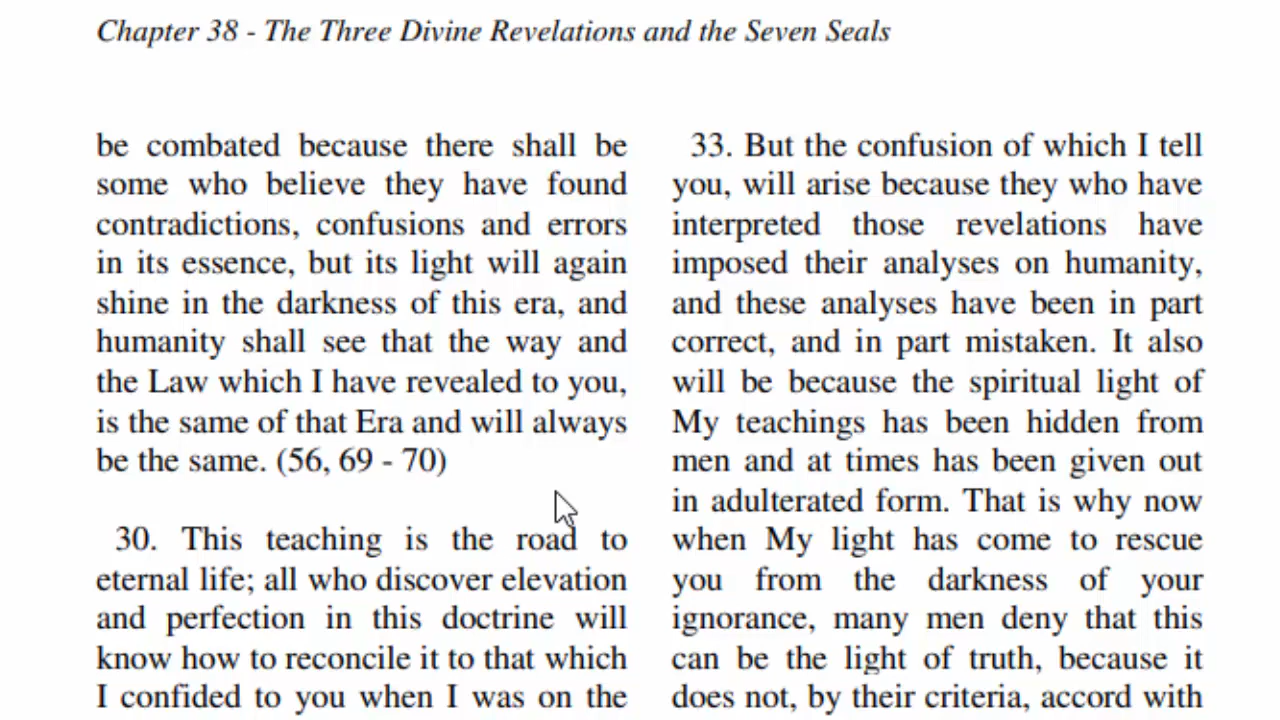 Chapter 38 - The Three Divine Revelations and the Seven Seals
be combated because there shall be
some who believe they have found
contradictions, confusions and errors
in its essence, but its light will again
shine in the darkness of this era, and
humanity shall see that the way and
the Law which I have revealed to you,
is the same of that Era and will always
be the same. (56, 69 - 70)
30. This teaching is the road to
eternal life; all who discover elevation
and perfection in this doctrine will
know how to reconcile it to that which
I confided to you when I was on the
33. But the confusion of which I tell
you, will arise because they who have
interpreted those revelations have
imposed their analyses on humanity,
and these analyses have been in part
correct, and in part mistaken. It also
will be because the spiritual light of
My teachings has been hidden from
men and at times has been given out
in adulterated form. That is why now
when My light has come to rescue
you from the darkness of your
ignorance, many men deny that this
can be the light of truth, because it
does not, by their criteria, accord with